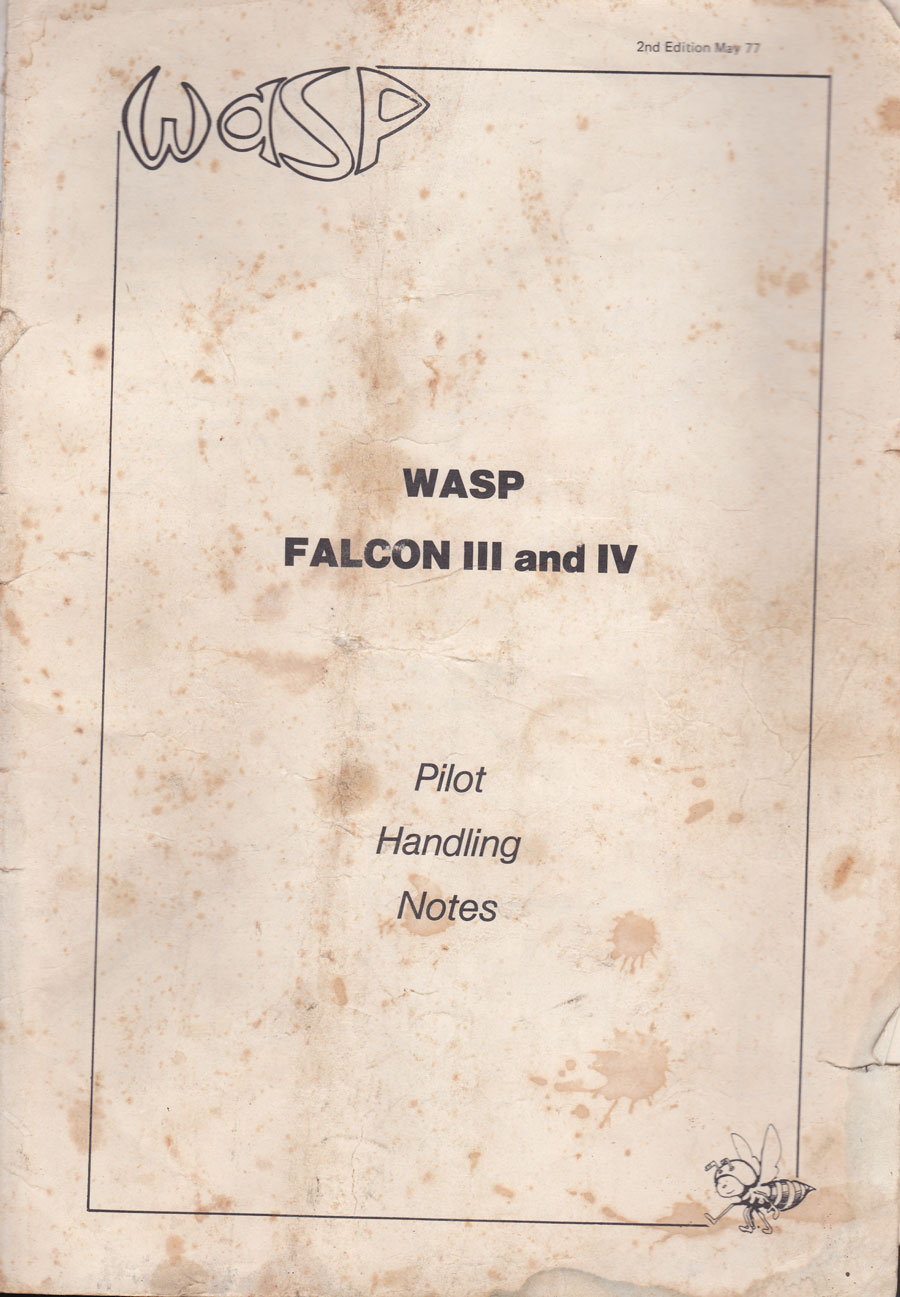 2nd Edition May 77
WASP
WASP
FALCON III and IV
Pilot
Handling
Notes